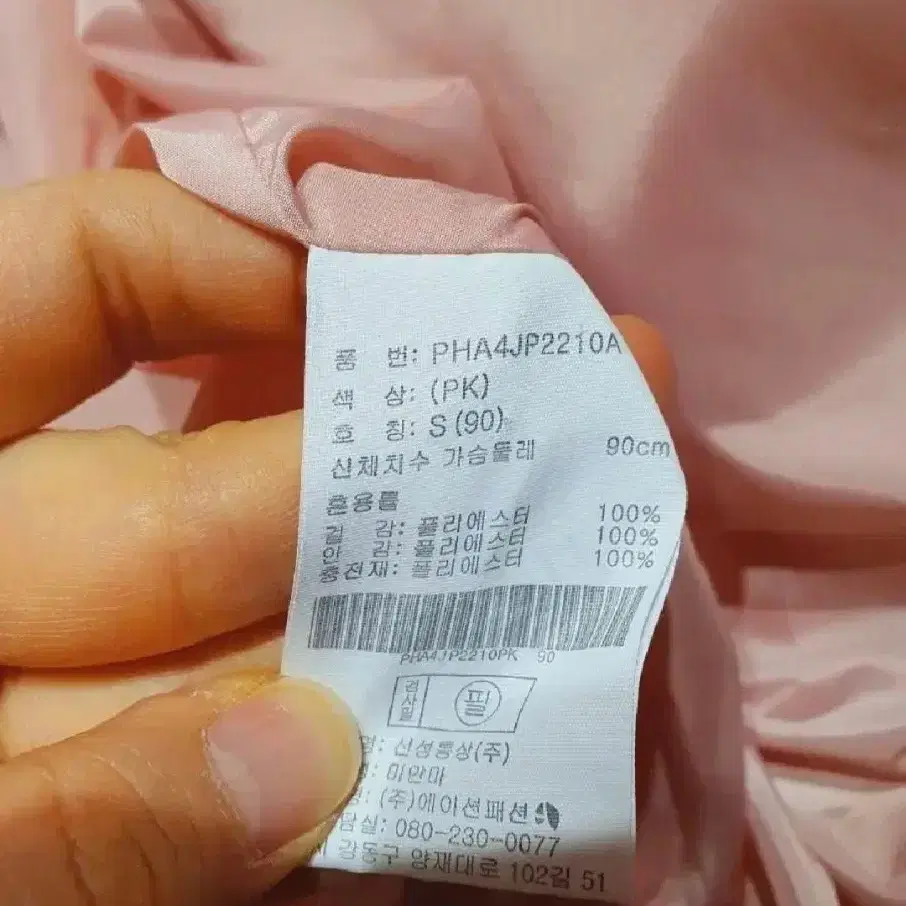 품 번: PHA4JP2210A
색 상: (PK)
호 칭: S(90)
신체치수 가슴둘레 90cm
혼용률
겉 감: 폴리에스터 100%
안 감: 폴리에스터 100%
충전재: 폴리에스터 100%
PHA4JP2210PK 90
검사필 필
명: 신성통상(주)
: 미얀마
: (주)에이션패션
담실: 080-230-0077
시 강동구 양재대로 102길 51